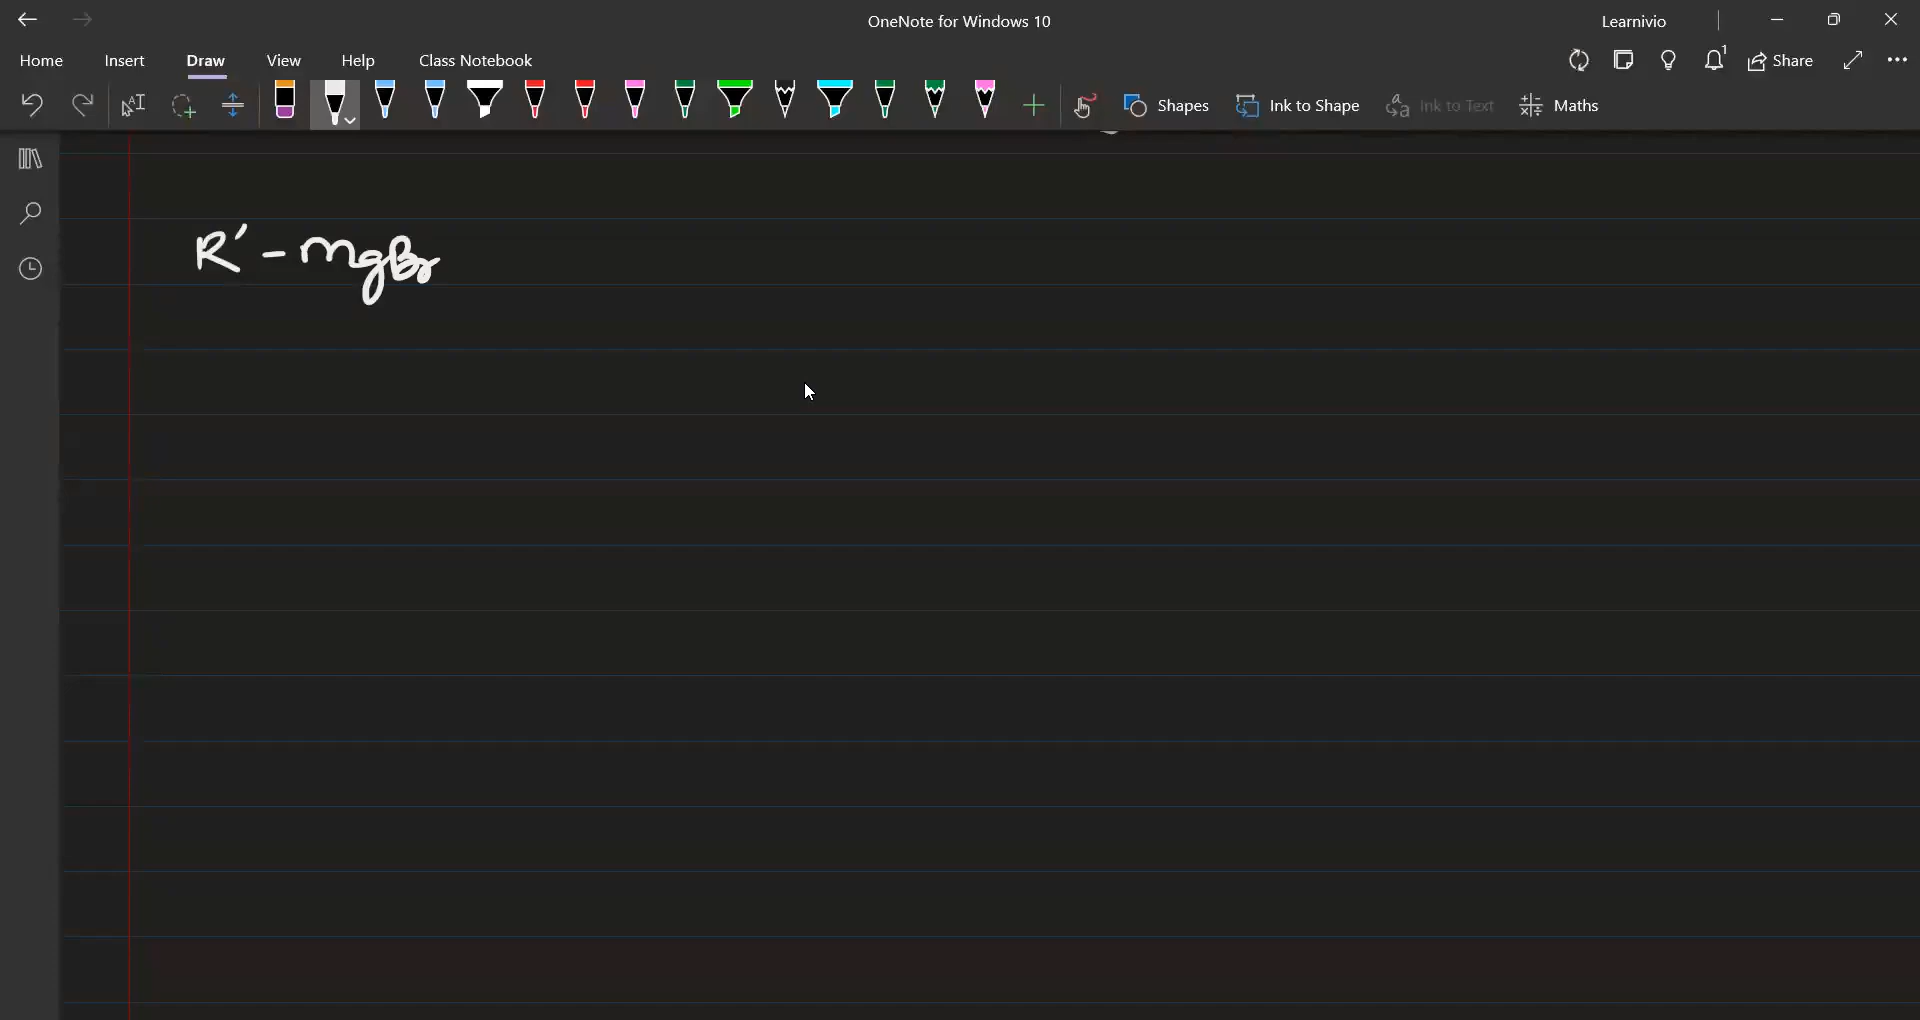 OneNote for Windows 10
Learnivio
Home Insert Draw View Help Class Notebook
1
Share
Shapes
Ink to Shape
Ink to Text
Maths
R' - mgBr